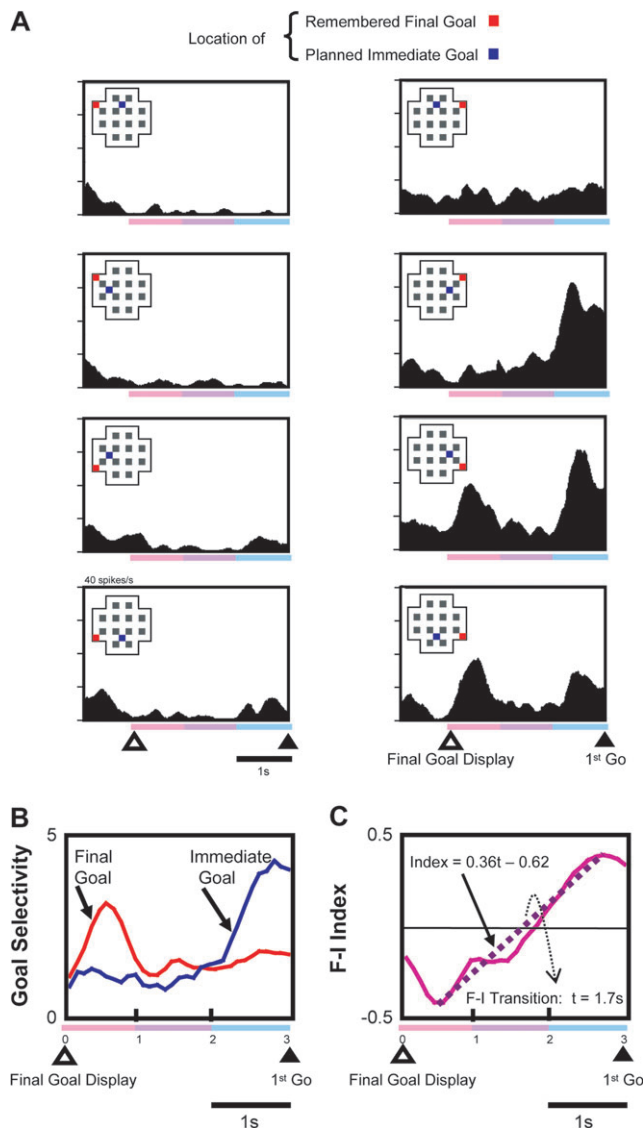 A
Location of
Remembered Final Goal
Planned Immediate Goal
40 spikes/s
1s
Final Goal Display
1st Go
B
5
Goal Selectivity
0
Final
Goal
Immediate
Goal
0
1
2
3
Final Goal Display
1st Go
1s
C
0.5
F-I Index
-0.5
Index = 0.36t – 0.62
F-I Transition: t = 1.7s
0
1
2
3
Final Goal Display
1st Go
1s